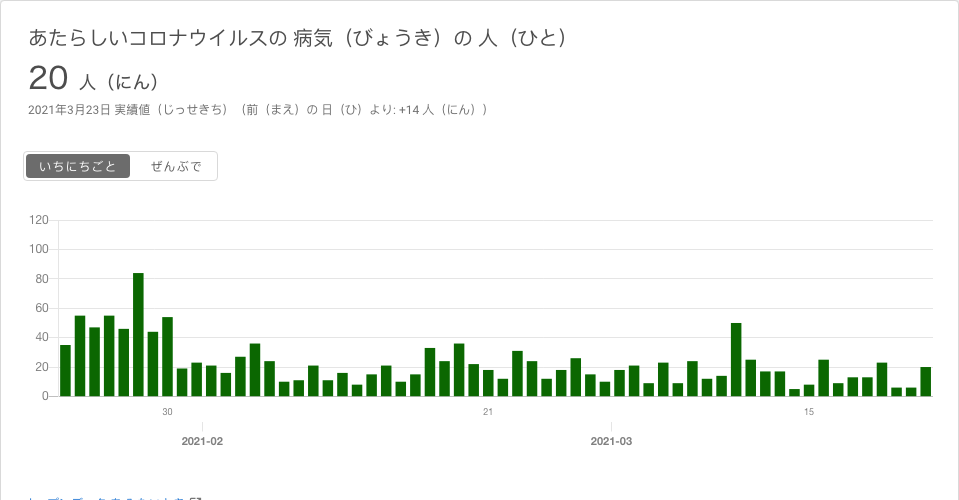 あたらしいコロナウイルスの 病気（びょうき）の 人（ひと）
20 人（にん）
2021年3月23日 実績値（じっせきち）（前（まえ）の 日（ひ）より: +14 人（にん））
いちにちごと ぜんぶで
120
100
80
60
40
20
0
30 21 15
2021-02 2021-03